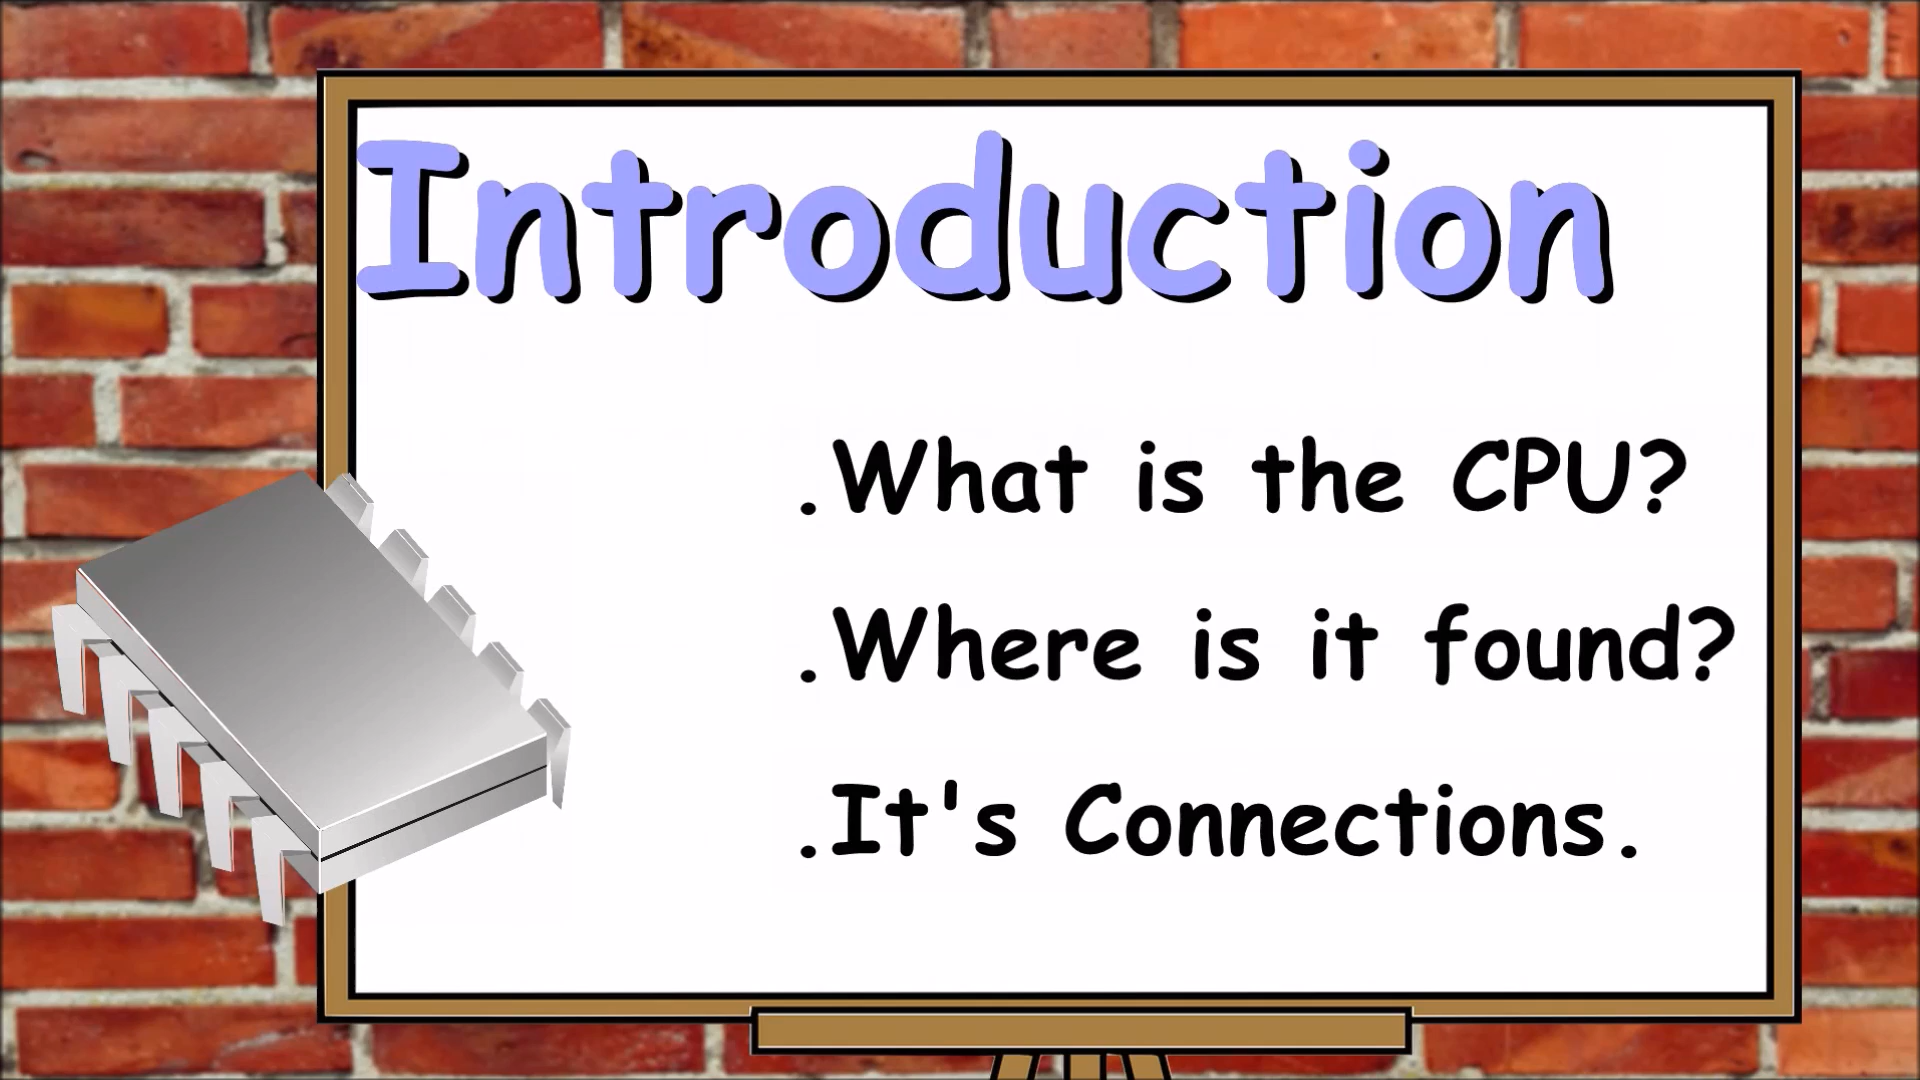 Introduction
.What is the CPU?
.Where is it found?
.It's Connections.